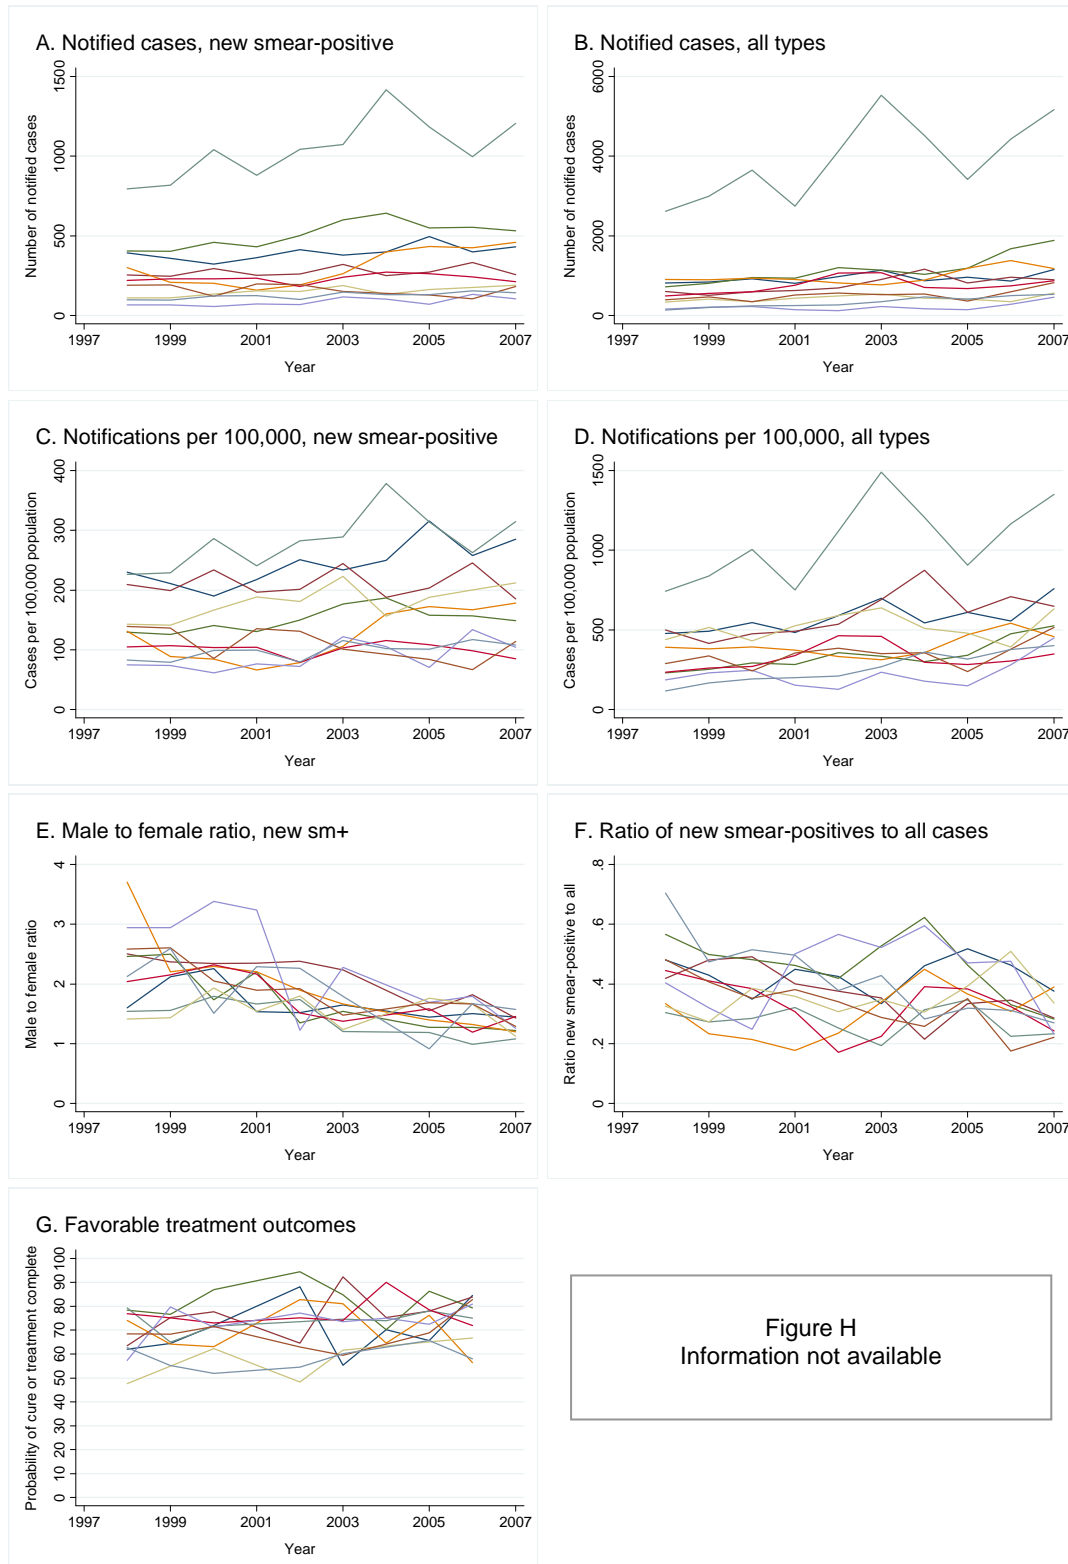 A. Notified cases, new smear-positive
Number of notified cases
1500
1000
500
0
1997 1999 2001 2003 2005 2007
Year
B. Notified cases, all types
Number of notified cases
6000
4000
2000
0
1997 1999 2001 2003 2005 2007
Year
C. Notifications per 100,000, new smear-positive
Cases per 100,000 population
400
300
200
100
0
1997 1999 2001 2003 2005 2007
Year
D. Notifications per 100,000, all types
Cases per 100,000 population
1500
1000
500
0
1997 1999 2001 2003 2005 2007
Year
E. Male to female ratio, new sm+
Male to female ratio
4
3
2
1
0
1997 1999 2001 2003 2005 2007
Year
F. Ratio of new smear-positives to all cases
Ratio new smear-positive to all
.8
.6
.4
.2
0
1997 1999 2001 2003 2005 2007
Year
G. Favorable treatment outcomes
Probability of cure or treatment complete
100
90
80
70
60
50
40
30
20
10
0
1997 1999 2001 2003 2005 2007
Year
Figure H
Information not available